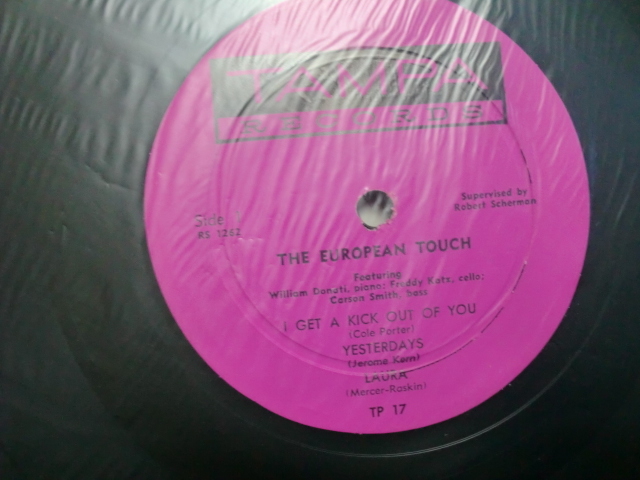 TAMPA
RECORDS
Side 1
RS 1262
Supervised by
Robert Scherman
THE EUROPEAN TOUCH
Featuring
William Donati, piano; Freddy Katz, cello;
Carson Smith, bass
I GET A KICK OUT OF YOU
(Cole Porter)
YESTERDAYS
(Jerome Kern)
LAURA
(Mercer-Raskin)
TP 17